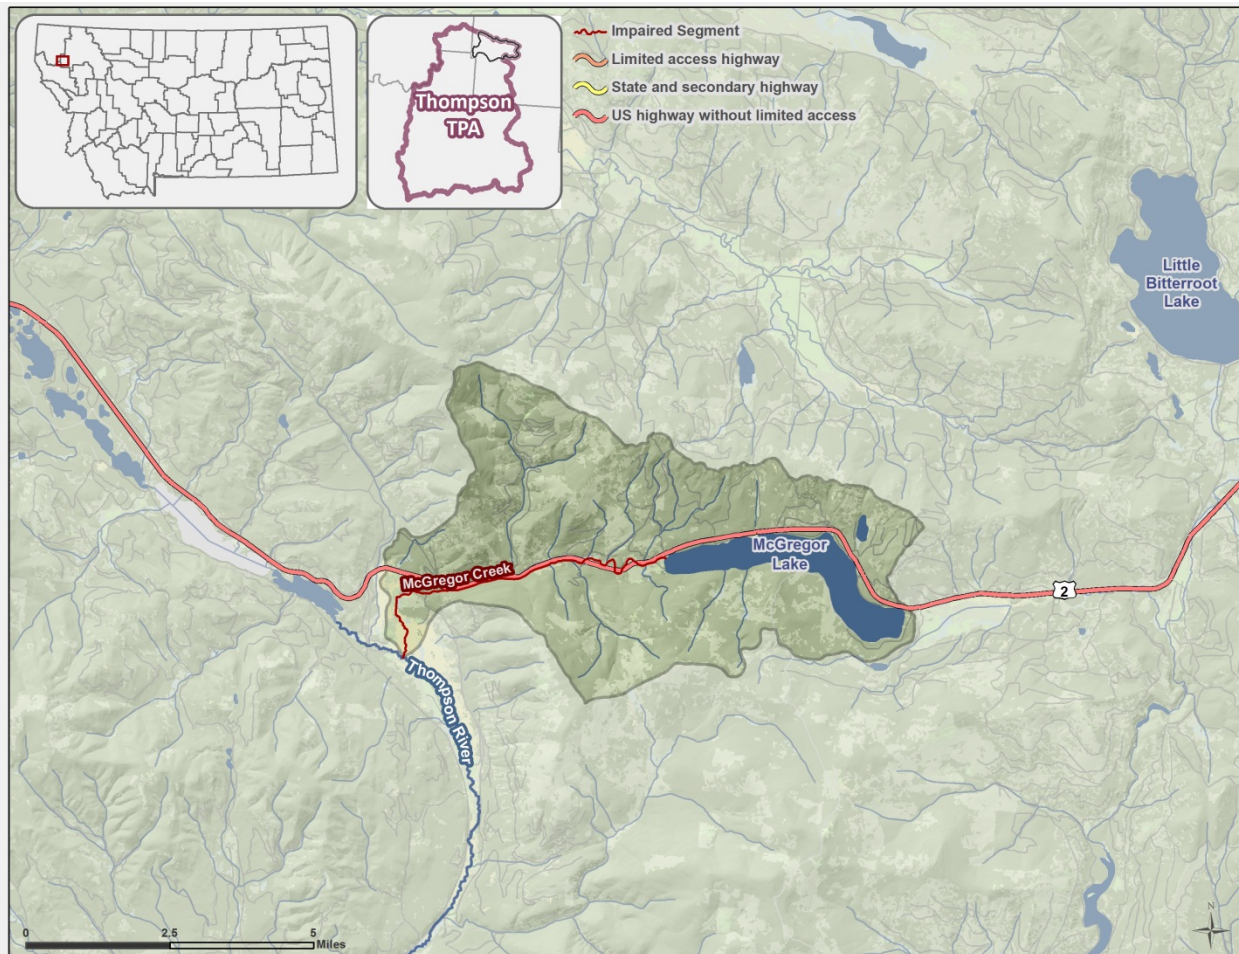 Thompson
TPA
Impaired Segment
Limited access highway
State and secondary highway
US highway without limited access
Little
Bitterroot
Lake
McGregor
Lake
McGregor Creek
2
Thompson River
N
0
2.5
5
Miles